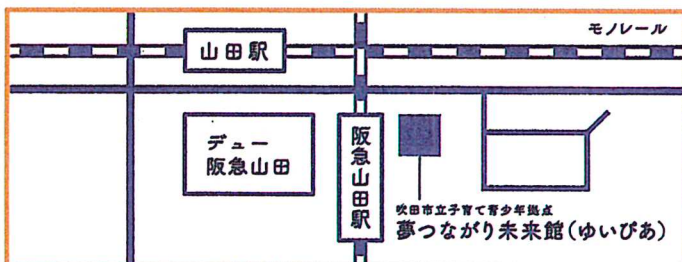 モノレール
山田駅
デュー
阪急山田
阪急山田駅
吹田市立子育て青少年拠点
夢つながり未来館(ゆいぴあ)